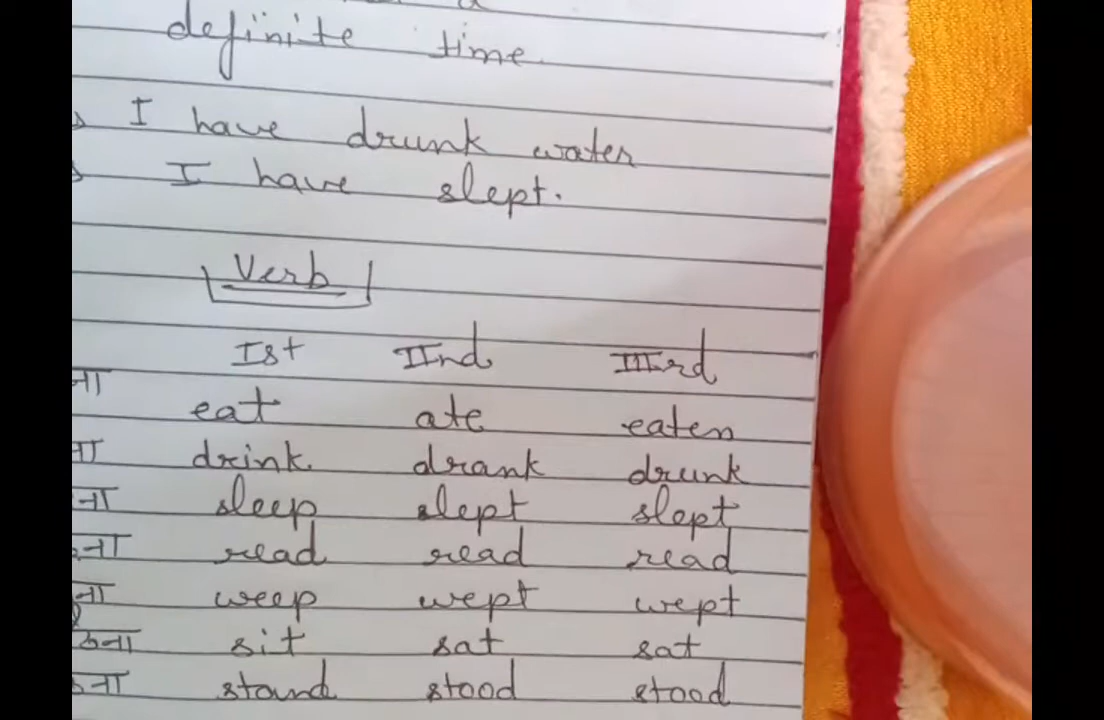 definite time.
I have drunk water
I have slept.
Verb
Ist IInd IIIrd
eat ate eaten
drink drank drunk
sleep slept slept
read read read
weep wept wept
sit sat sat
stand stood stood